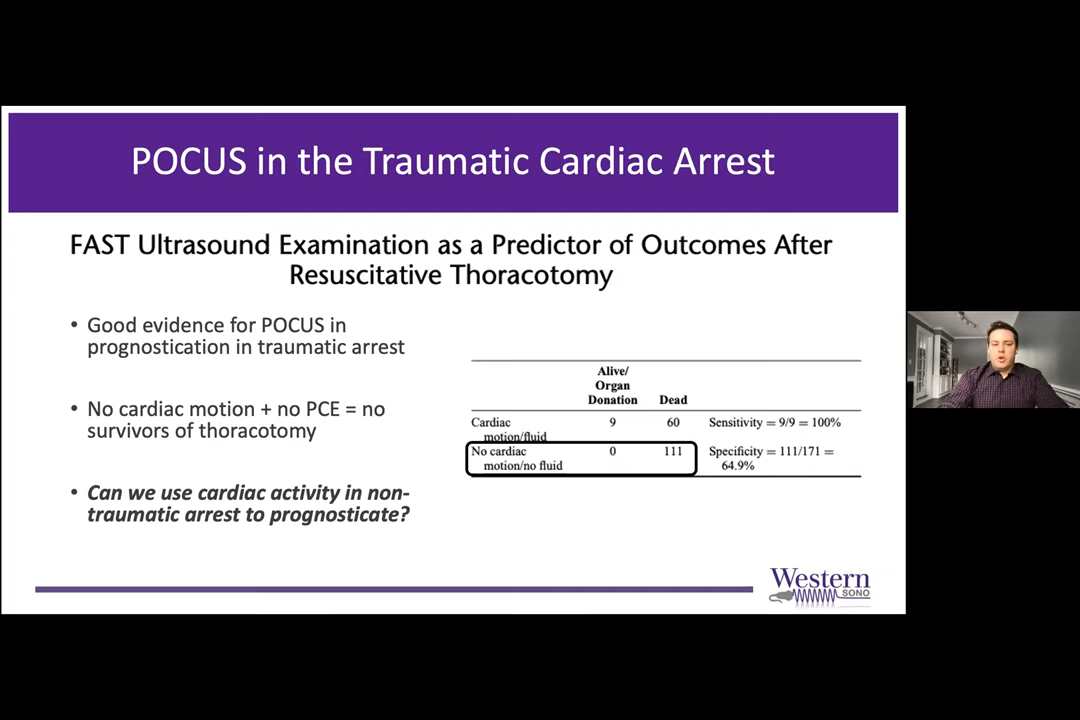 POCUS in the Traumatic Cardiac Arrest
FAST Ultrasound Examination as a Predictor of Outcomes After
Resuscitative Thoracotomy
• Good evidence for POCUS in
prognostication in traumatic arrest
• No cardiac motion + no PCE = no
survivors of thoracotomy
• Can we use cardiac activity in non-
traumatic arrest to prognosticate?
Alive/
Organ
Donation Dead
Cardiac 9 60 Sensitivity = 9/9 = 100%
motion/fluid
No cardiac 0 111 Specificity = 111/171 =
motion/no fluid 64.9%
Western
SONO